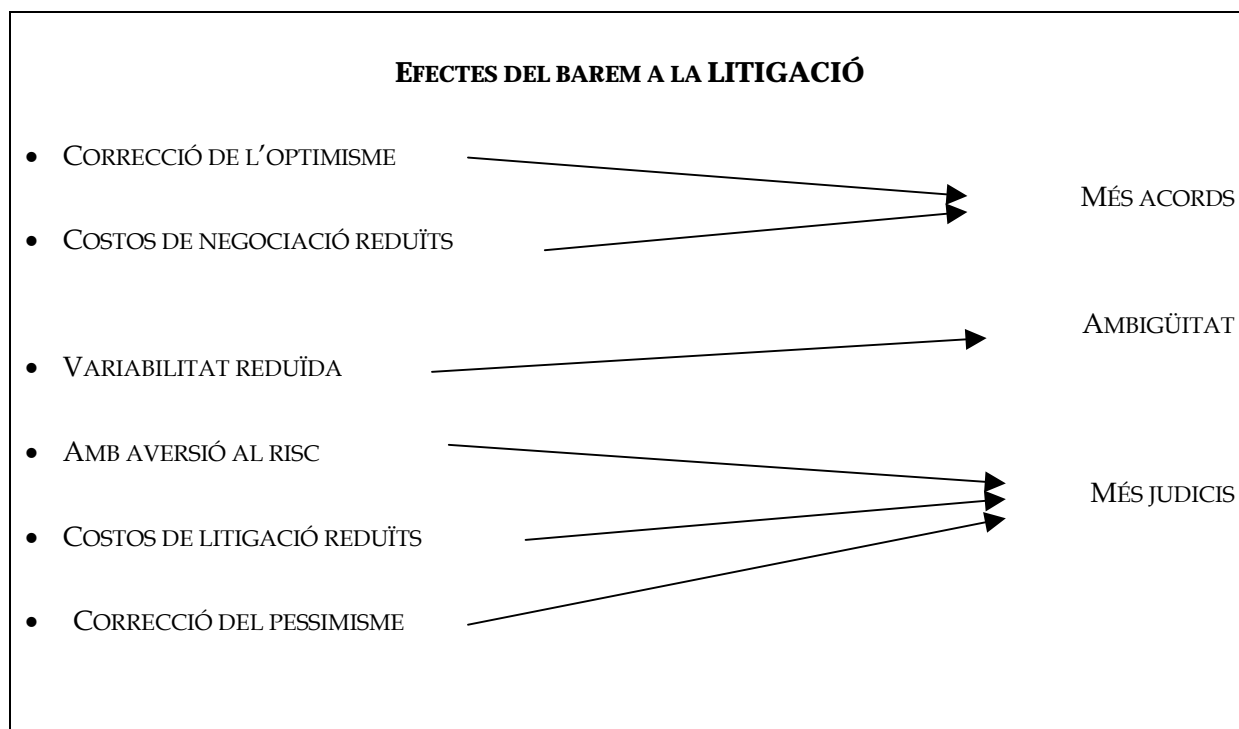 EFECTES DEL BAREM A LA LITIGACIÓ
• CORRECCIÓ DE L'OPTIMISME
MÉS ACORDS
• COSTOS DE NEGOCIACIÓ REDUÏTS
AMBIGÜITAT
• VARIABILITAT REDUÏDA
• AMB AVERSIÓ AL RISC
MÉS JUDICIS
• COSTOS DE LITIGACIÓ REDUÏTS
• CORRECCIÓ DEL PESSIMISME